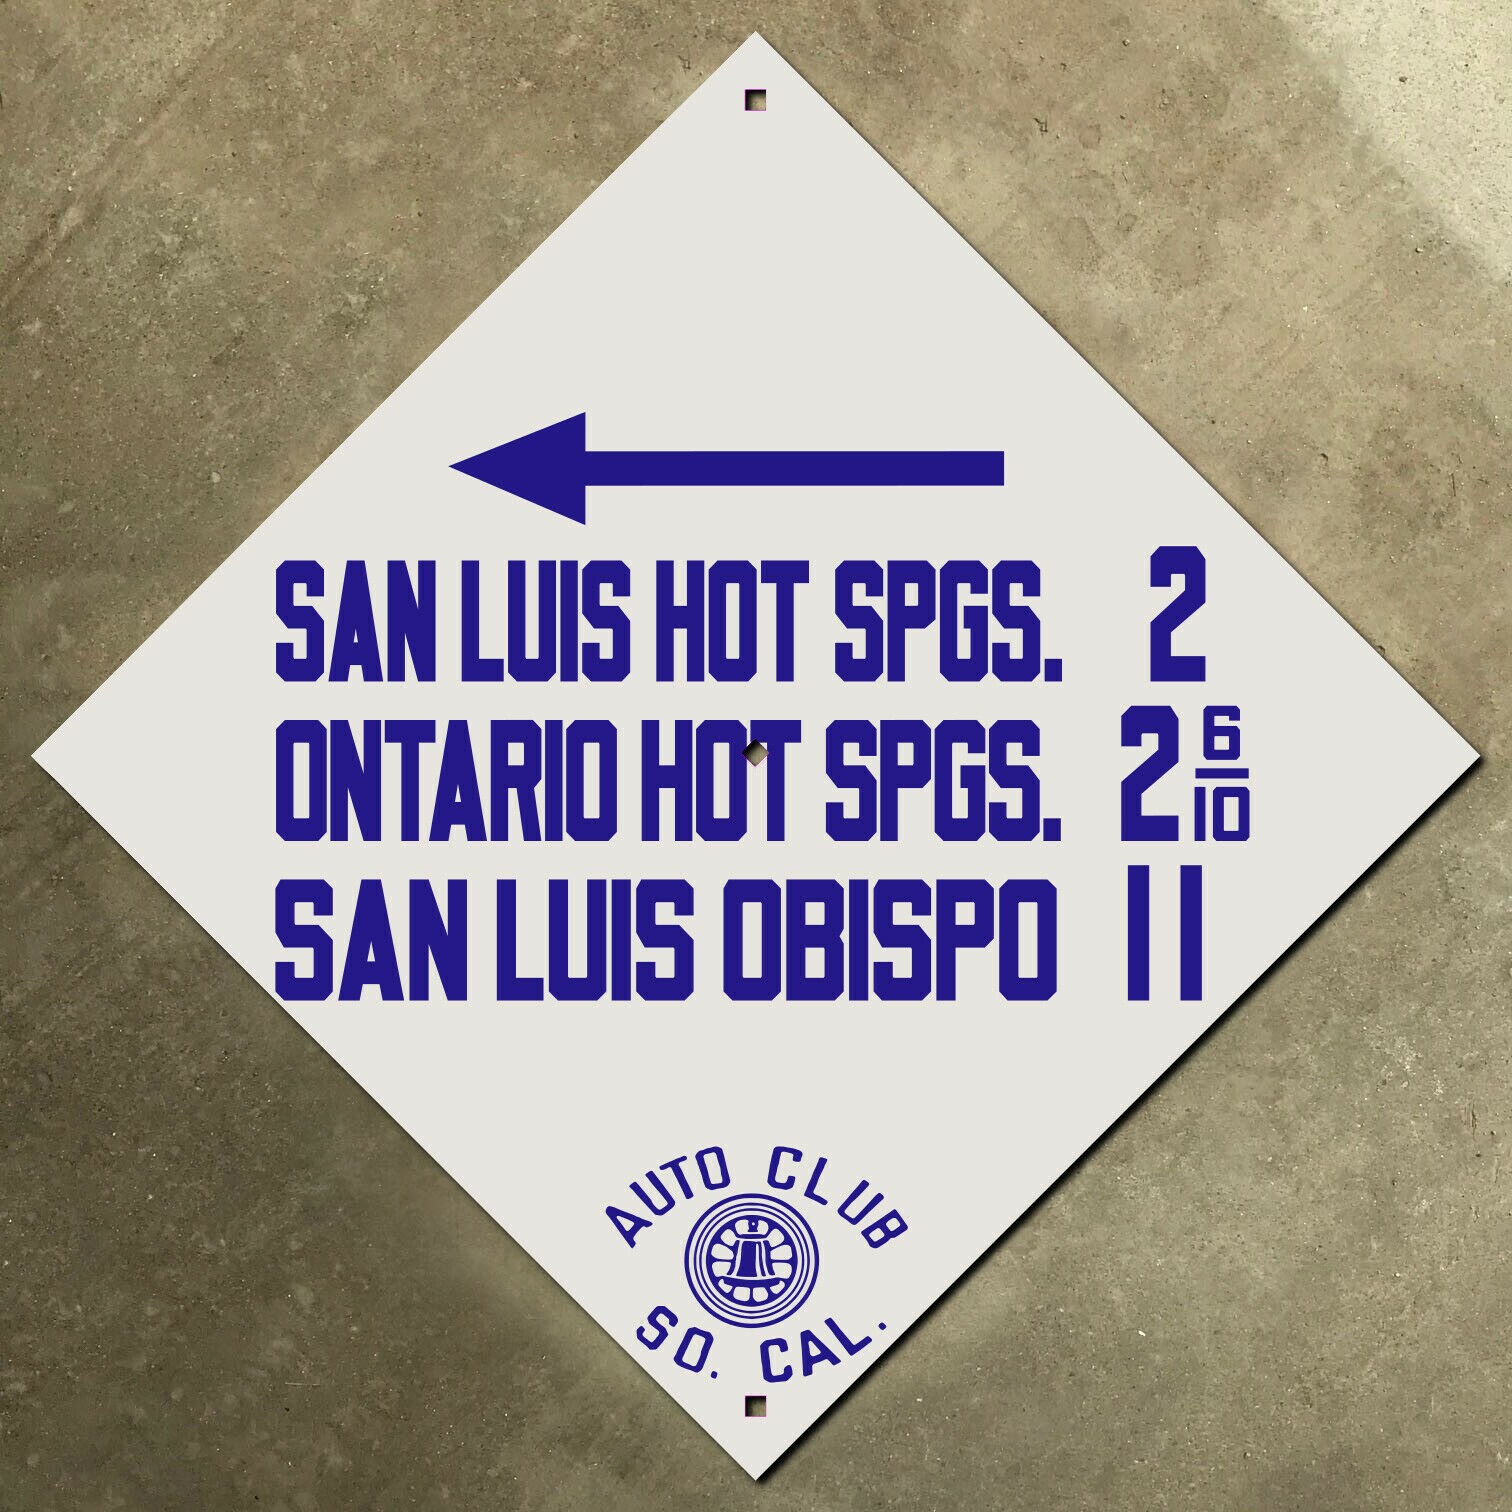 SAN LUIS HOT SPGS. 2
ONTARIO HOT SPGS. 2 6/10
SAN LUIS OBISPO 11
AUTO CLUB
SO. CAL.